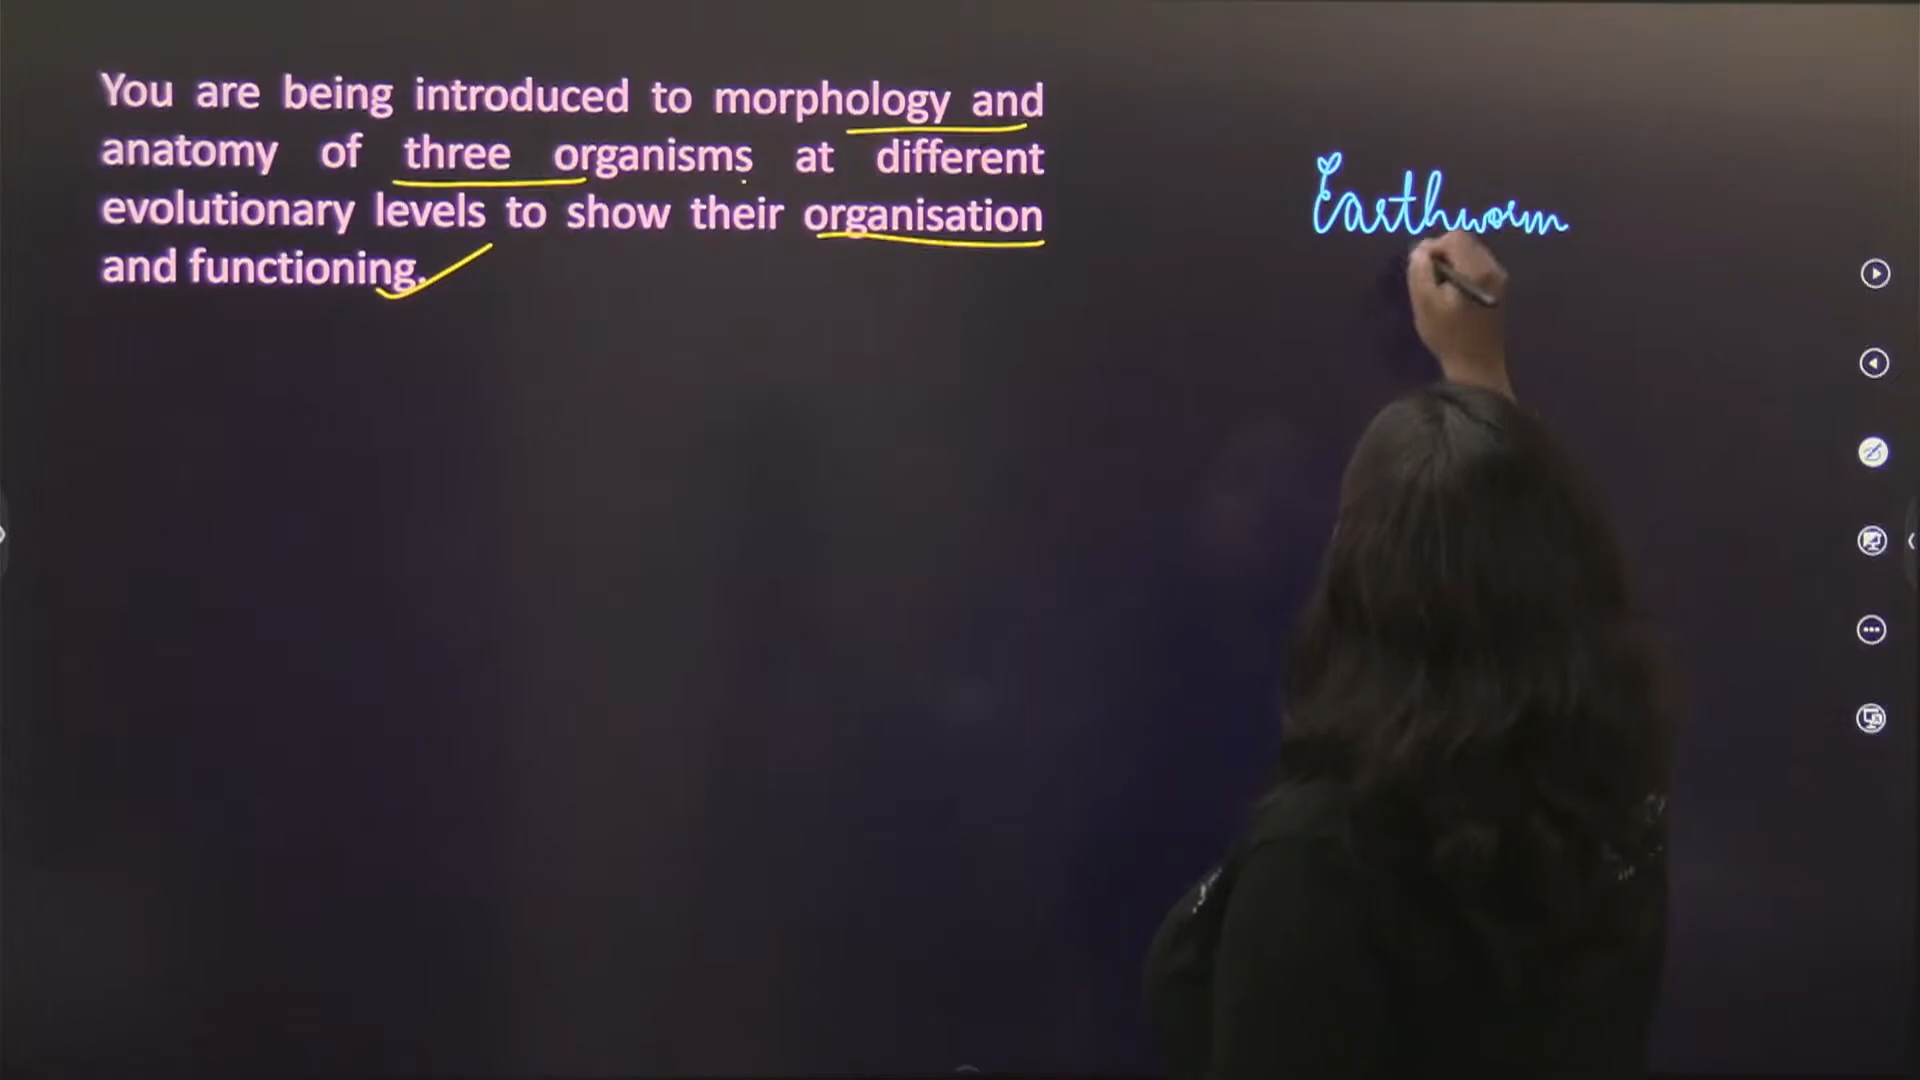 You are being introduced to morphology and
anatomy of three organisms at different
evolutionary levels to show their organisation
and functioning.
Earthworm